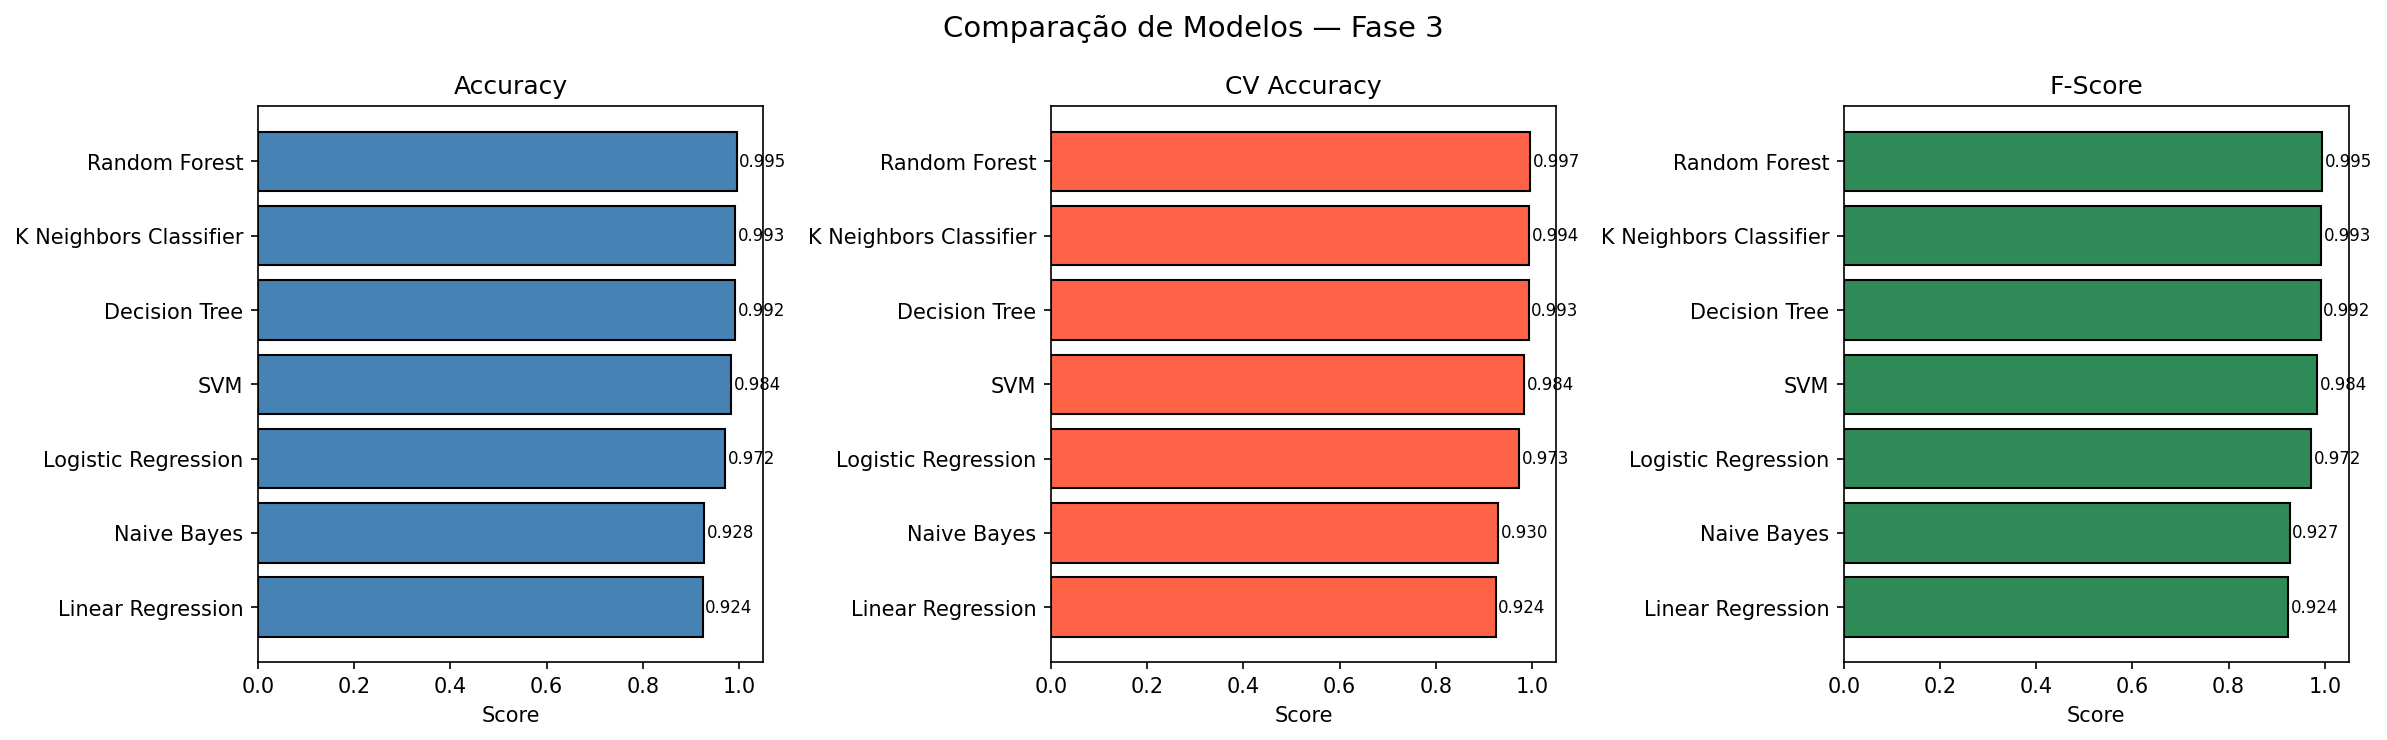 Comparação de Modelos — Fase 3
Accuracy
Random Forest 0.995
K Neighbors Classifier 0.993
Decision Tree 0.992
SVM 0.984
Logistic Regression 0.972
Naive Bayes 0.928
Linear Regression 0.924
0.0 0.2 0.4 0.6 0.8 1.0
Score
CV Accuracy
Random Forest 0.997
K Neighbors Classifier 0.994
Decision Tree 0.993
SVM 0.984
Logistic Regression 0.973
Naive Bayes 0.930
Linear Regression 0.924
0.0 0.2 0.4 0.6 0.8 1.0
Score
F-Score
Random Forest 0.995
K Neighbors Classifier 0.993
Decision Tree 0.992
SVM 0.984
Logistic Regression 0.972
Naive Bayes 0.927
Linear Regression 0.924
0.0 0.2 0.4 0.6 0.8 1.0
Score